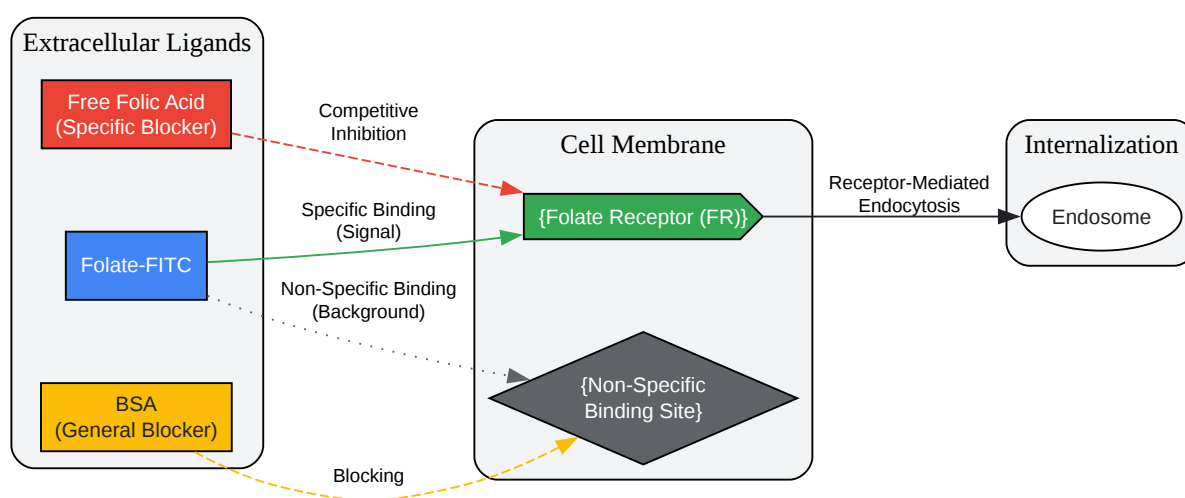 Extracellular Ligands
Free Folic Acid
(Specific Blocker)
Folate-FITC
BSA
(General Blocker)
Competitive
Inhibition
Specific Binding
(Signal)
Non-Specific Binding
(Background)
Blocking
Cell Membrane
{Folate Receptor (FR)}
{Non-Specific
Binding Site}
Receptor-Mediated
Endocytosis
Internalization
Endosome